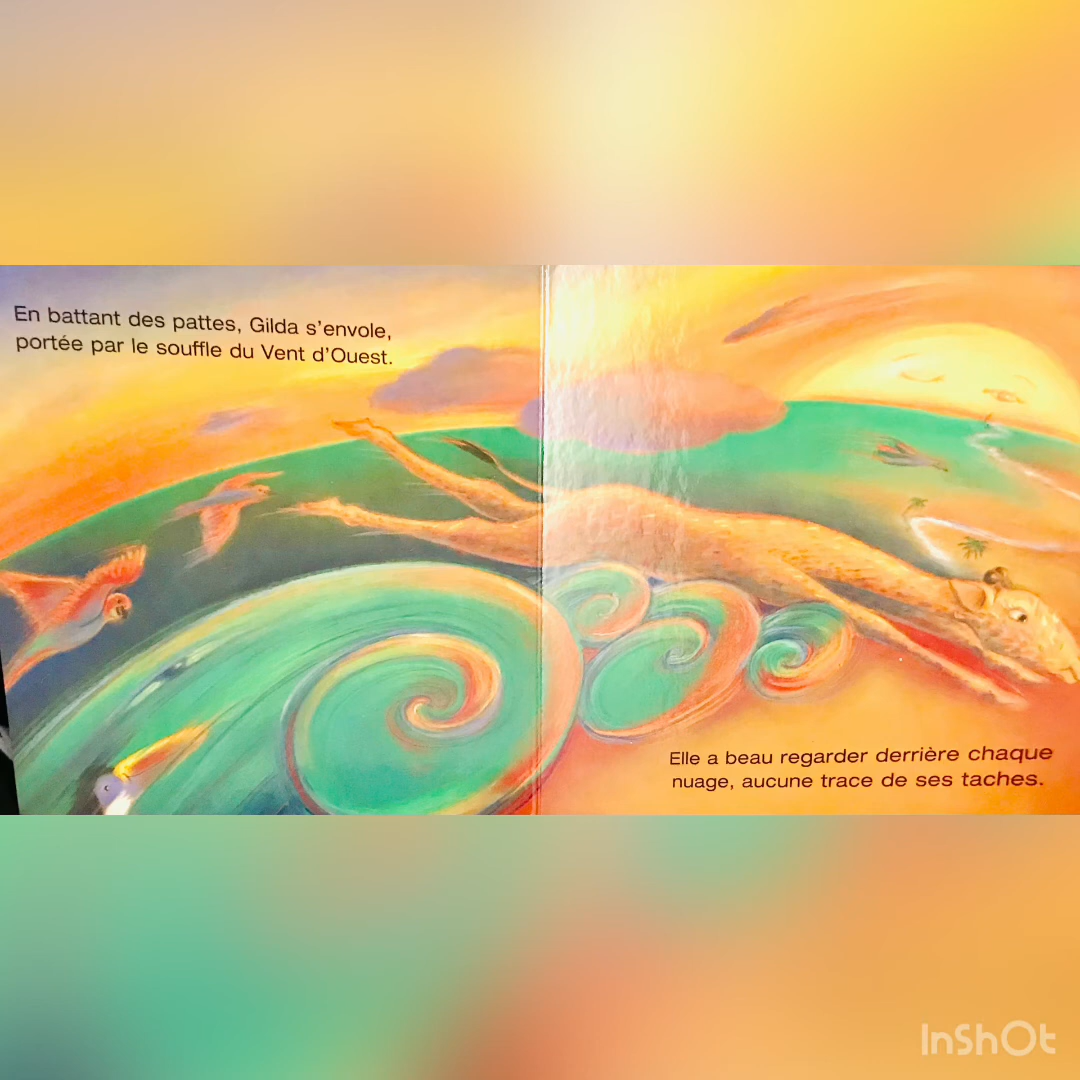 En battant des pattes, Gilda s'envole,
portée par le souffle du Vent d'Ouest.
Elle a beau regarder derrière chaque
nuage, aucune trace de ses taches.
InShOt